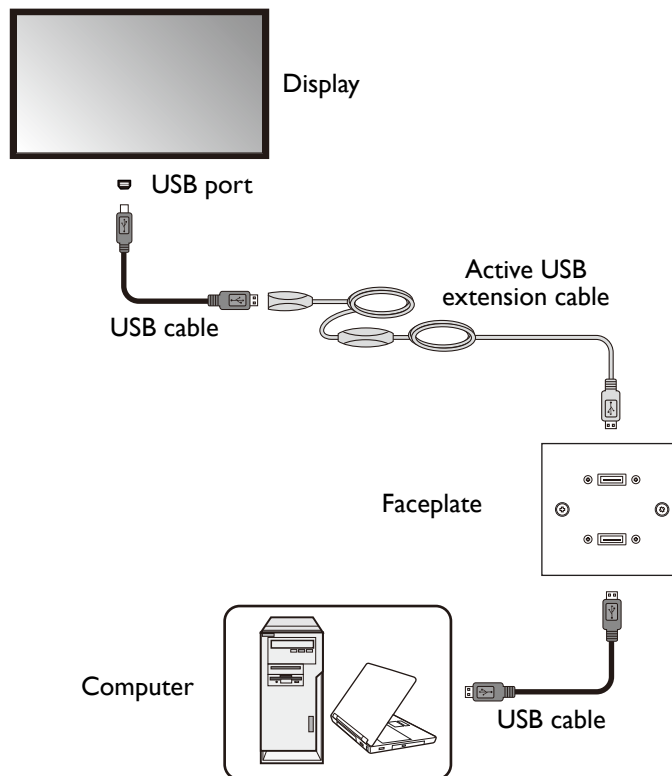 Display
USB port
Active USB
extension cable
USB cable
Faceplate
Computer
USB cable